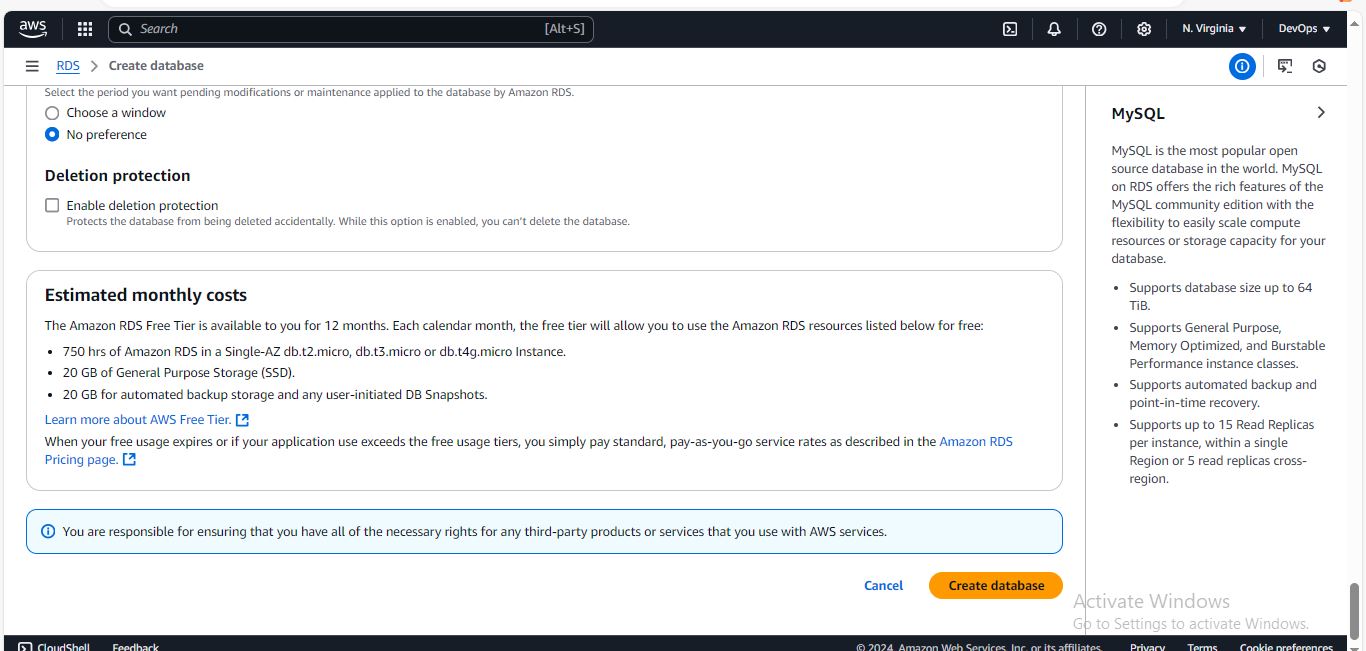 aws
Search
[Alt+S]
N. Virginia
DevOps
RDS
Create database
Select the period you want pending modifications or maintenance applied to the database by Amazon RDS.
Choose a window
No preference
Deletion protection
Enable deletion protection
Protects the database from being deleted accidentally. While this option is enabled, you can't delete the database.
Estimated monthly costs
The Amazon RDS Free Tier is available to you for 12 months. Each calendar month, the free tier will allow you to use the Amazon RDS resources listed below for free:
• 750 hrs of Amazon RDS in a Single-AZ db.t2.micro, db.t3.micro or db.t4g.micro Instance.
• 20 GB of General Purpose Storage (SSD).
• 20 GB for automated backup storage and any user-initiated DB Snapshots.
Learn more about AWS Free Tier.
When your free usage expires or if your application use exceeds the free usage tiers, you simply pay standard, pay-as-you-go service rates as described in the Amazon RDS
Pricing page.
You are responsible for ensuring that you have all of the necessary rights for any third-party products or services that you use with AWS services.
Cancel
Create database
MySQL
MySQL is the most popular open
source database in the world. MySQL
on RDS offers the rich features of the
MySQL community edition with the
flexibility to easily scale compute
resources or storage capacity for your
database.
• Supports database size up to 64
TiB.
• Supports General Purpose,
Memory Optimized, and Burstable
Performance instance classes.
• Supports automated backup and
point-in-time recovery.
• Supports up to 15 Read Replicas
per instance, within a single
Region or 5 read replicas cross-
region.
Activate Windows
Go to Settings to activate Windows.
CloudShell
Feedback
© 2024, Amazon Web Services, Inc. or its affiliates.
Privacy
Terms
Cookie preferences